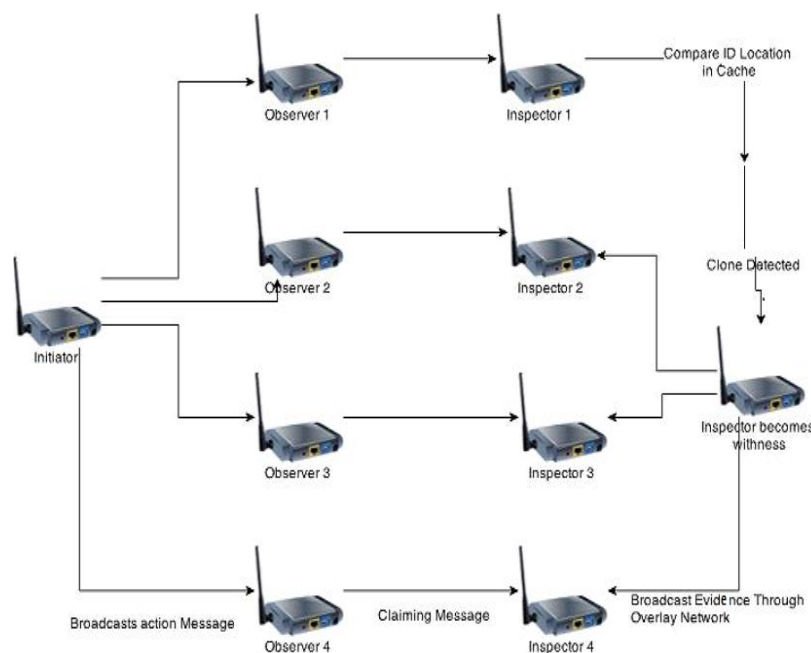 Observer 1
Inspector 1
Compare ID Location
in Cache
Observer 2
Inspector 2
Clone Detected
Initiator
Observer 3
Inspector 3
Inspector becomes
withness
Broadcasts action Message
Observer 4
Claiming Message
Inspector 4
Broadcast Evidence Through
Overlay Network